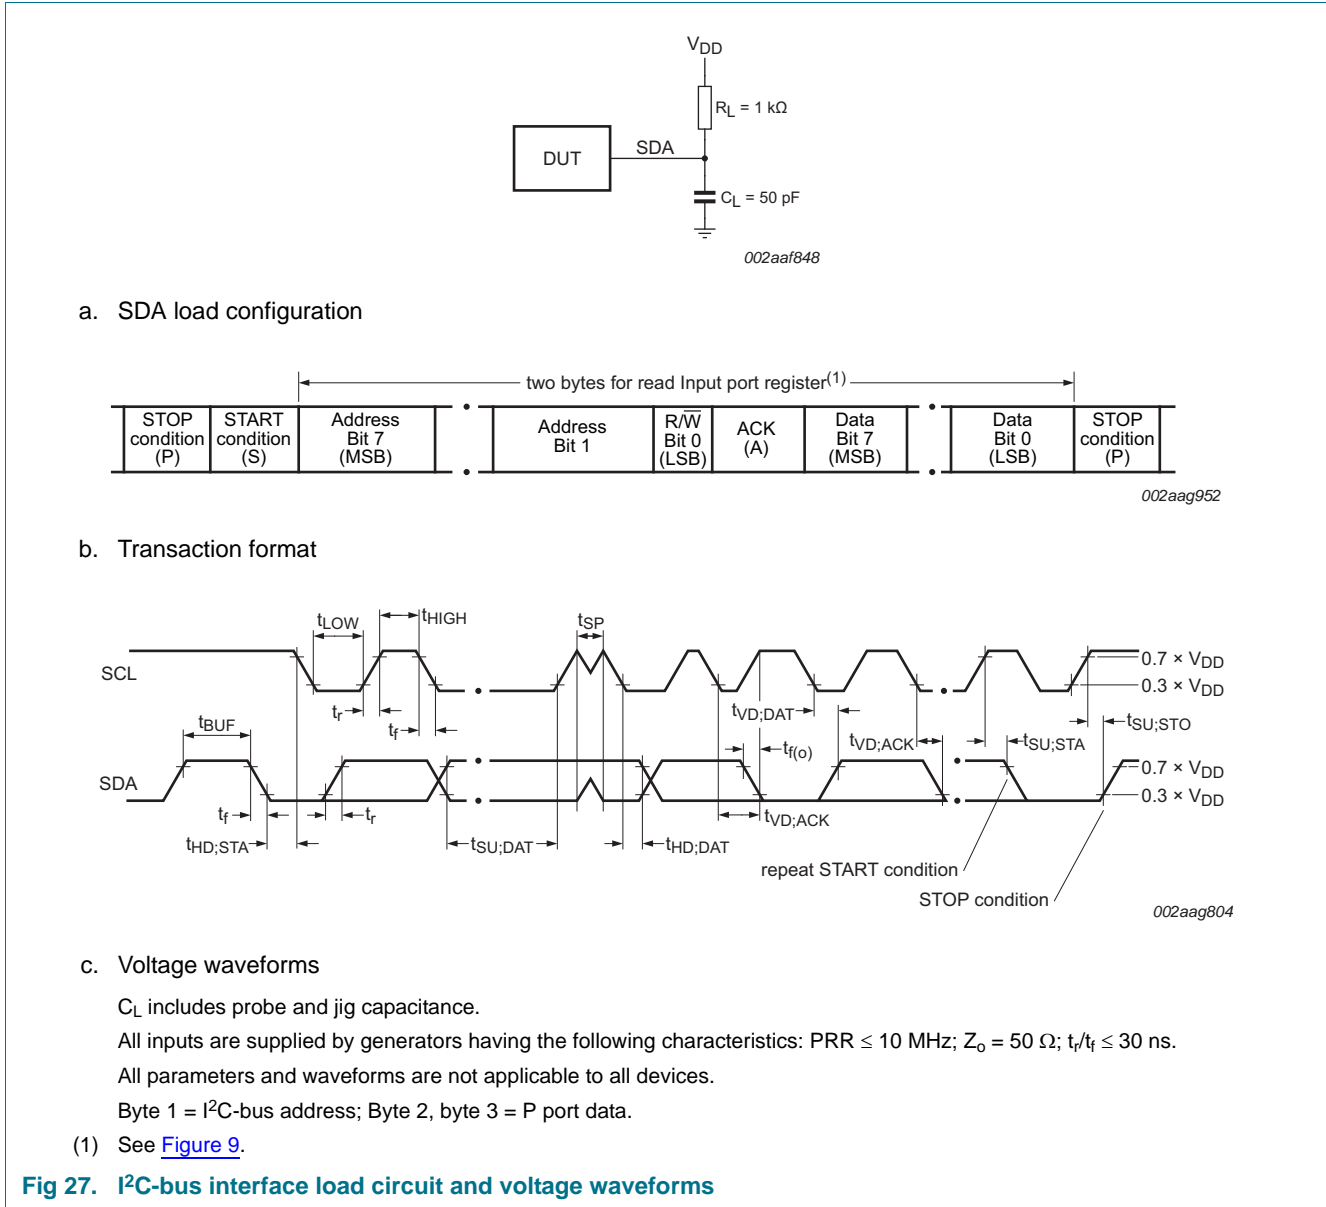 VDD
RL = 1 kΩ
DUT
SDA
CL = 50 pF
002aaf848
a. SDA load configuration
two bytes for read Input port register(1)
STOP condition (P)
START condition (S)
Address Bit 7 (MSB)
Address Bit 1
R/W̅ Bit 0 (LSB)
ACK (A)
Data Bit 7 (MSB)
Data Bit 0 (LSB)
STOP condition (P)
002aag952
b. Transaction format
tLOW
tHIGH
tSP
SCL
0.7 × VDD
0.3 × VDD
tr
tf
tBUF
tVD;DAT
tf(o)
tVD;ACK
tSU;STA
tSU;STO
SDA
0.7 × VDD
0.3 × VDD
tf
tr
tVD;ACK
tHD;STA
tSU;DAT
tHD;DAT
repeat START condition
STOP condition
002aag804
c. Voltage waveforms
CL includes probe and jig capacitance.
All inputs are supplied by generators having the following characteristics: PRR ≤ 10 MHz; Zo = 50 Ω; tr/tf ≤ 30 ns.
All parameters and waveforms are not applicable to all devices.
Byte 1 = I2C-bus address; Byte 2, byte 3 = P port data.
(1) See Figure 9.
Fig 27. I2C-bus interface load circuit and voltage waveforms